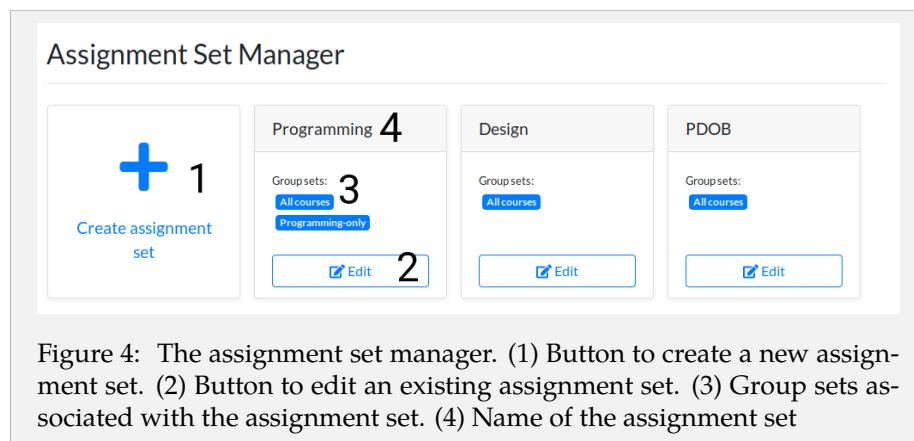 Assignment Set Manager
1
Create assignment
set
Programming 4
Group sets: 3
All courses
Programming-only
Edit 2
Design
Group sets:
All courses
Edit
PDOB
Group sets:
All courses
Edit
Figure 4: The assignment set manager. (1) Button to create a new assign-
ment set. (2) Button to edit an existing assignment set. (3) Group sets as-
sociated with the assignment set. (4) Name of the assignment set